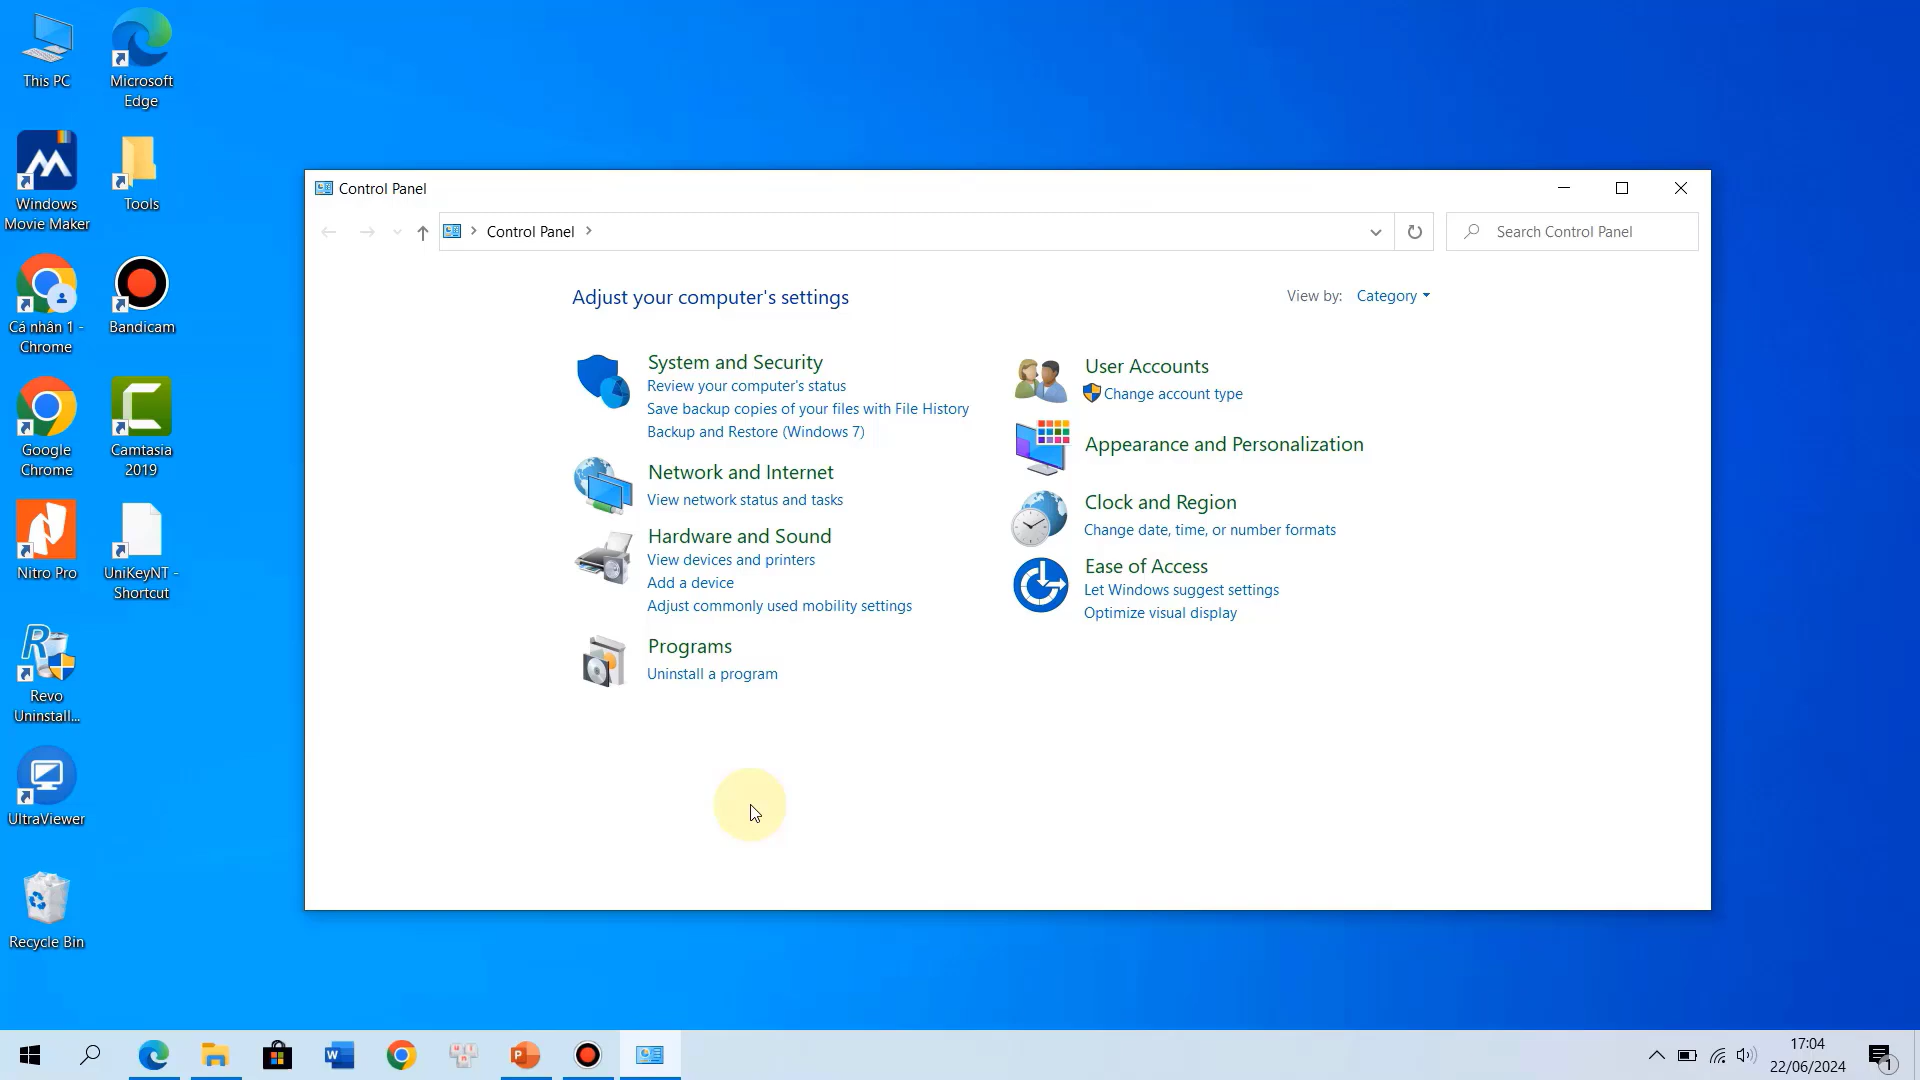 This PC
Microsoft
Edge
Windows
Movie Maker
Tools
Cá nhân 1 -
Chrome
Bandicam
Google
Chrome
Camtasia
2019
Nitro Pro
UniKeyNT -
Shortcut
Revo
Uninstall...
UltraViewer
Recycle Bin
Control Panel
Control Panel
Search Control Panel
Adjust your computer's settings
View by: Category
System and Security
Review your computer's status
Save backup copies of your files with File History
Backup and Restore (Windows 7)
Network and Internet
View network status and tasks
Hardware and Sound
View devices and printers
Add a device
Adjust commonly used mobility settings
Programs
Uninstall a program
User Accounts
Change account type
Appearance and Personalization
Clock and Region
Change date, time, or number formats
Ease of Access
Let Windows suggest settings
Optimize visual display
17:04
22/06/2024
1